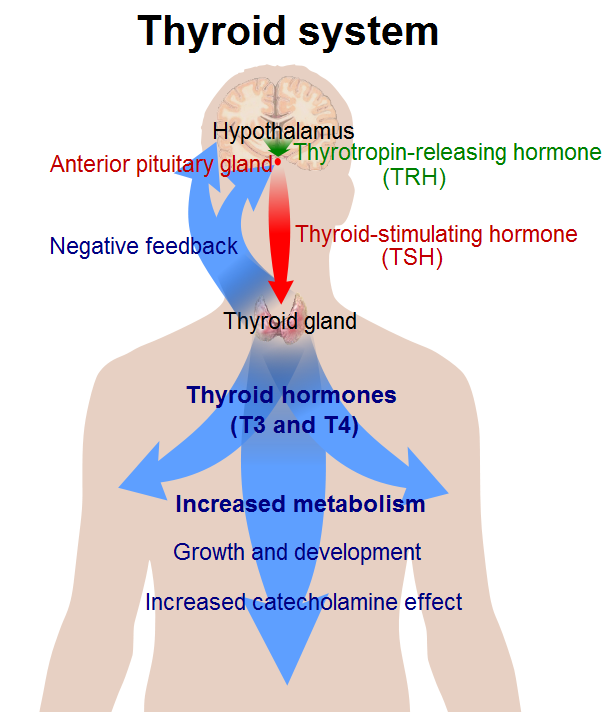 Thyroid system
Hypothalamus
Thyrotropin-releasing hormone
(TRH)
Anterior pituitary gland
Thyroid-stimulating hormone
(TSH)
Negative feedback
Thyroid gland
Thyroid hormones
(T3 and T4)
Increased metabolism
Growth and development
Increased catecholamine effect